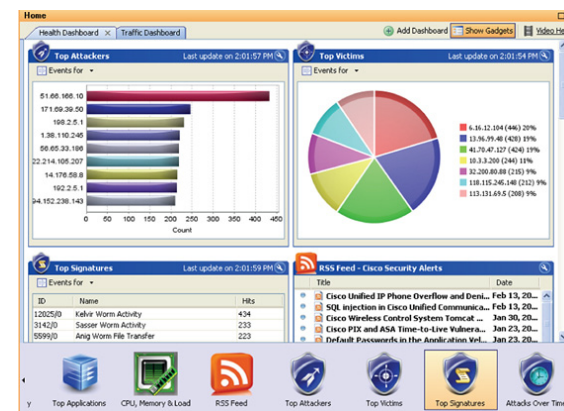 Home
Health Dashboard × Traffic Dashboard
Add Dashboard Show Gadgets Video He
Top Attackers Last update on 2:01:57 PM
Events for
51.66.166.10
171.69.39.50
198.2.5.1
1.38.110.245
56.65.33.186
22.214.105.207
14.176.58.8
192.2.5.1
94.152.238.143
0 50 100 150 200 250 300 350 400 450
Count
Top Victims Last update on 2:01:54 PM
Events for
6.16.12.104 (446) 20%
13.96.99.48 (428) 19%
41.70.47.127 (424) 19%
10.3.3.200 (244) 11%
32.200.80.88 (215) 9%
118.115.245.148 (212) 9%
113.131.69.5 (208) 9%
Top Signatures Last update on 2:01:59 PM
Events for
ID Name Hits
12025/0 Kelvir Worm Activity 434
3142/0 Sasser Worm Activity 233
5599/0 Anig Worm File Transfer 223
RSS Feed - Cisco Security Alerts
Title Date
Cisco Unified IP Phone Overflow and Deni... Feb 13, 20...
SQL injection in Cisco Unified Communica... Feb 13, 20...
Cisco Wireless Control System Tomcat ... Jan 30, 20...
Cisco PIX and ASA Time-to-Live Vulnera... Jan 23, 20...
Default Passwords in the Application Vel... Jan 23, 20...
y Top Applications CPU, Memory & Load RSS Feed Top Attackers Top Victims Top Signatures Attacks Over Time